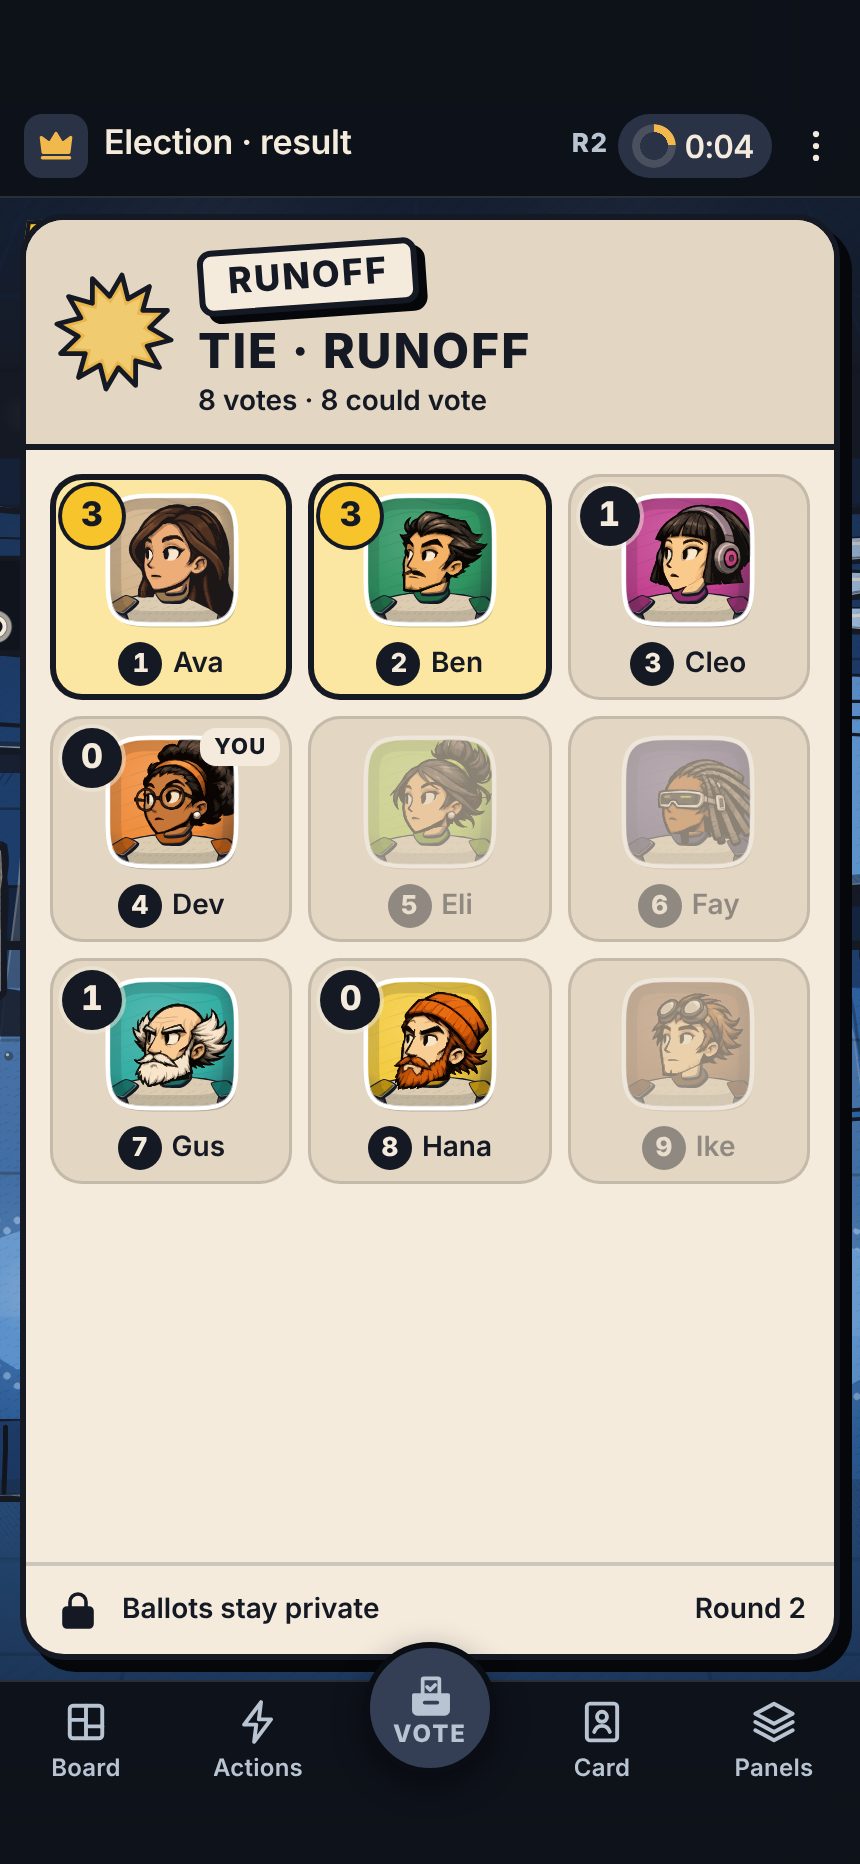 Election · result
R2
0:04
RUNOFF
TIE · RUNOFF
8 votes · 8 could vote
3
1 Ava
3
2 Ben
1
3 Cleo
0
YOU
4 Dev
5 Eli
6 Fay
1
7 Gus
0
8 Hana
9 Ike
Ballots stay private
Round 2
Board
Actions
VOTE
Card
Panels